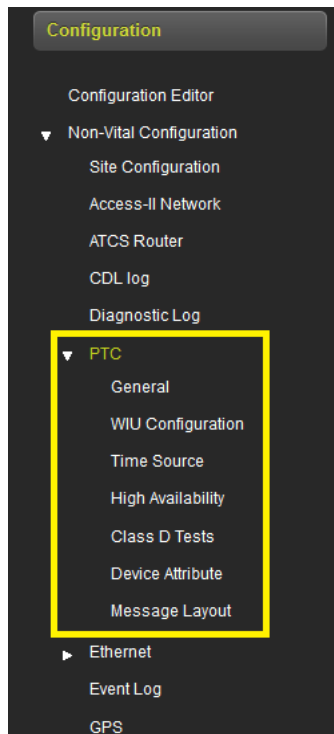 Configuration
Configuration Editor
Non-Vital Configuration
Site Configuration
Access-II Network
ATCS Router
CDL log
Diagnostic Log
PTC
General
WIU Configuration
Time Source
High Availability
Class D Tests
Device Attribute
Message Layout
Ethernet
Event Log
GPS